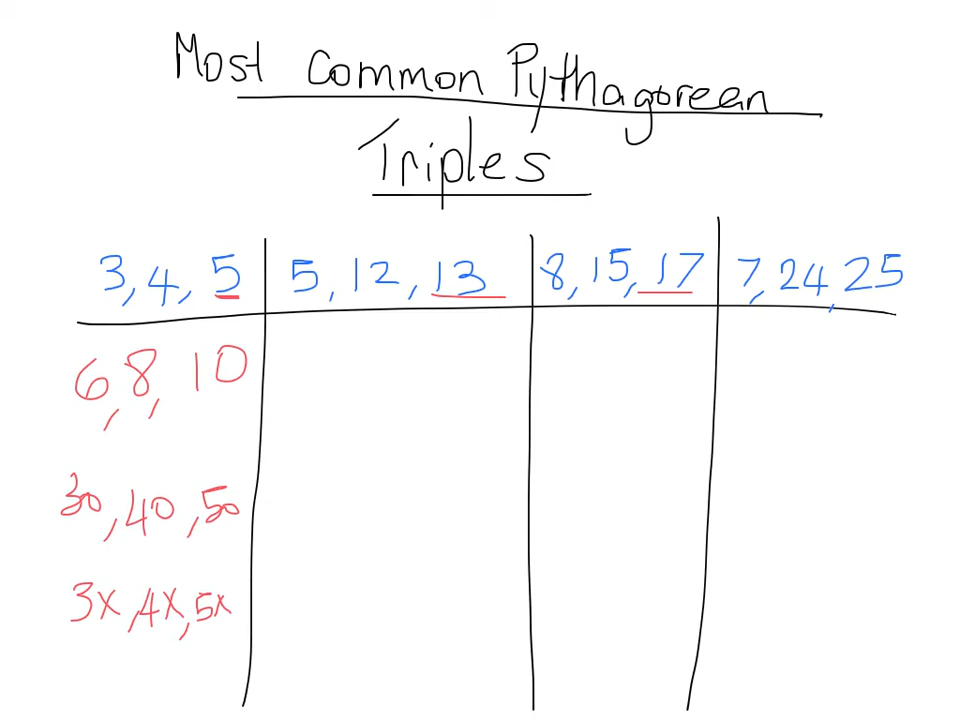 Most Common Pythagorean
Triples
3, 4, 5 5, 12, 13 8, 15, 17 7, 24, 25
6, 8, 10
30, 40, 50
3x, 4x, 5x